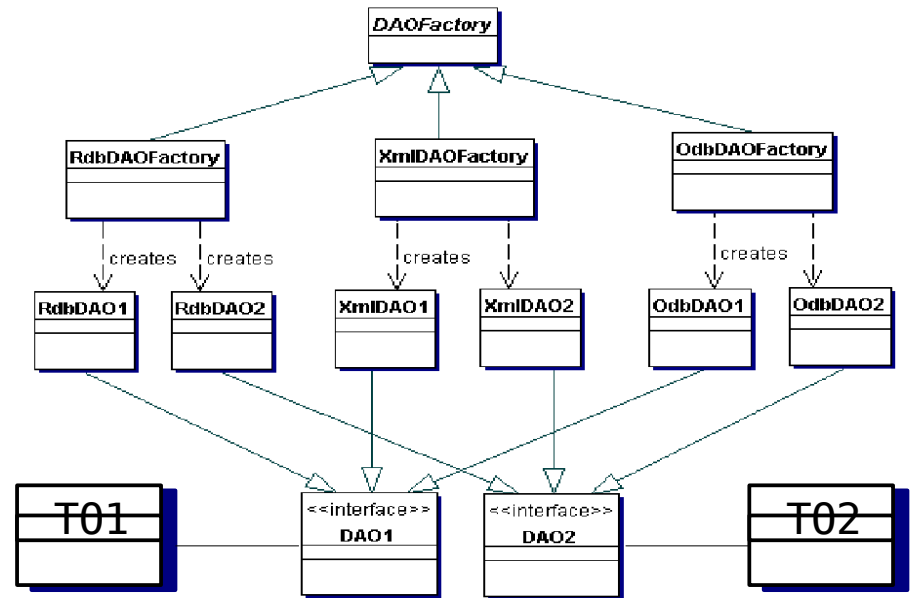 DAOFactory
RdbDAOFactory
XmlDAOFactory
OdbDAOFactory
creates
creates
creates
creates
RdbDAO1
RdbDAO2
XmlDAO1
XmlDAO2
OdbDAO1
OdbDAO2
T01
<<interface>>
DAO1
<<interface>>
DAO2
T02